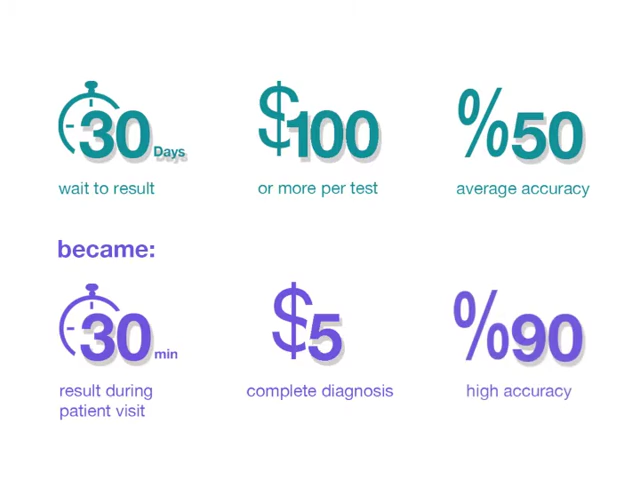 30 Days
$100
%50
wait to result
or more per test
average accuracy
became:
30 min
$5
%90
result during
patient visit
complete diagnosis
high accuracy